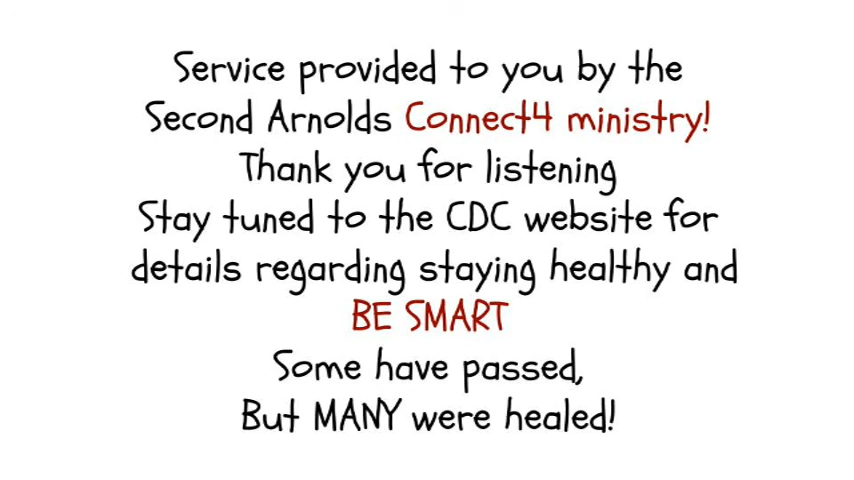 Service provided to you by the
Second Arnolds Connect4 ministry!
Thank you for listening
Stay tuned to the CDC website for
details regarding staying healthy and
BE SMART
Some have passed,
But MANY were healed!